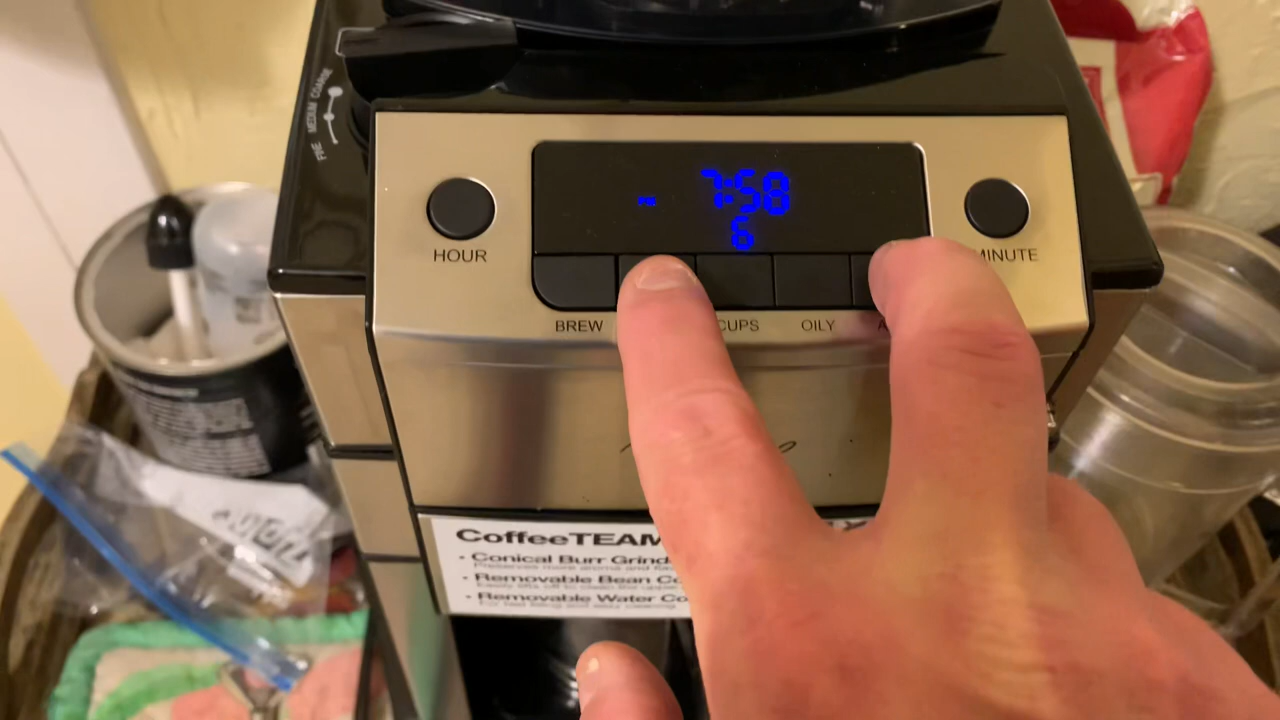 FINE MEDIUM COARSE
7:58
6
HOUR
MINUTE
BREW
CUPS
OILY
CoffeeTEAM
• Conical Burr Grind
• Removable Bean Co
• Removable Water Co